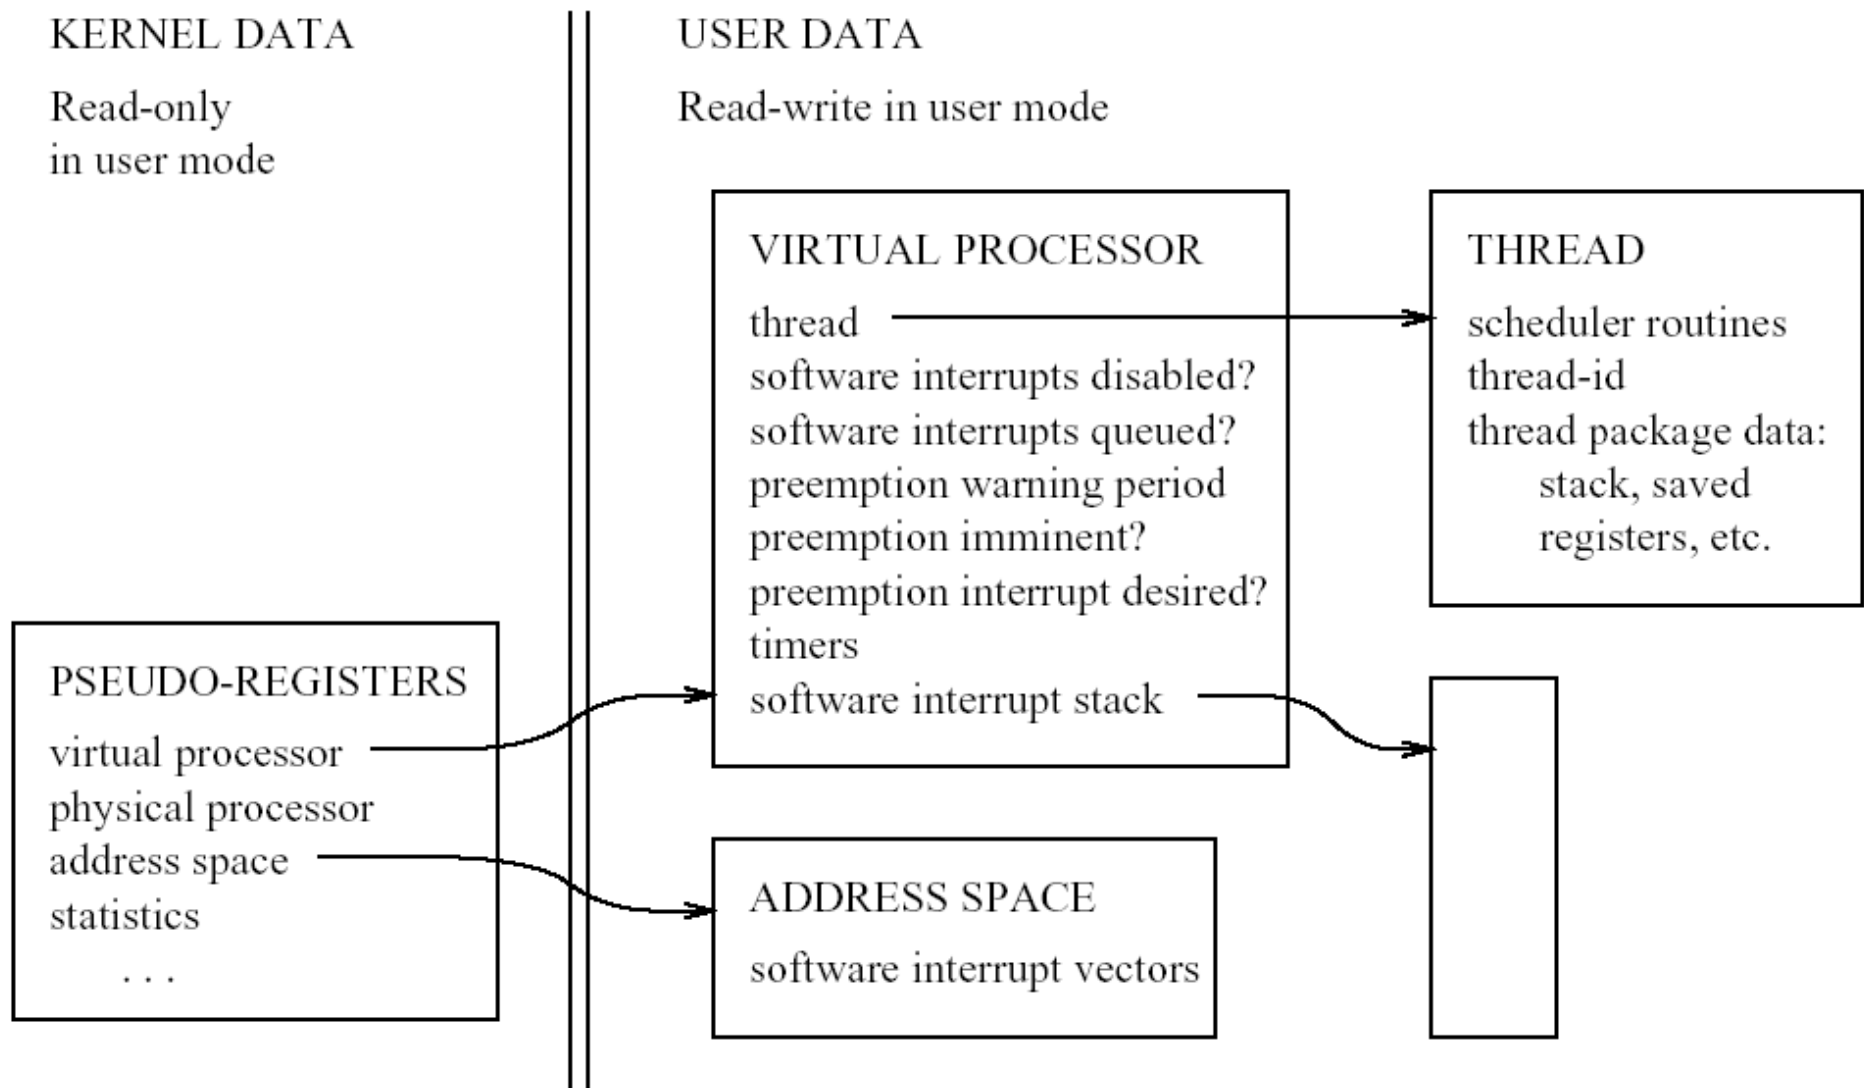 KERNEL DATA
Read-only
in user mode
USER DATA
Read-write in user mode
VIRTUAL PROCESSOR
thread
software interrupts disabled?
software interrupts queued?
preemption warning period
preemption imminent?
preemption interrupt desired?
timers
software interrupt stack
THREAD
scheduler routines
thread-id
thread package data:
stack, saved
registers, etc.
PSEUDO-REGISTERS
virtual processor
physical processor
address space
statistics
. . .
ADDRESS SPACE
software interrupt vectors